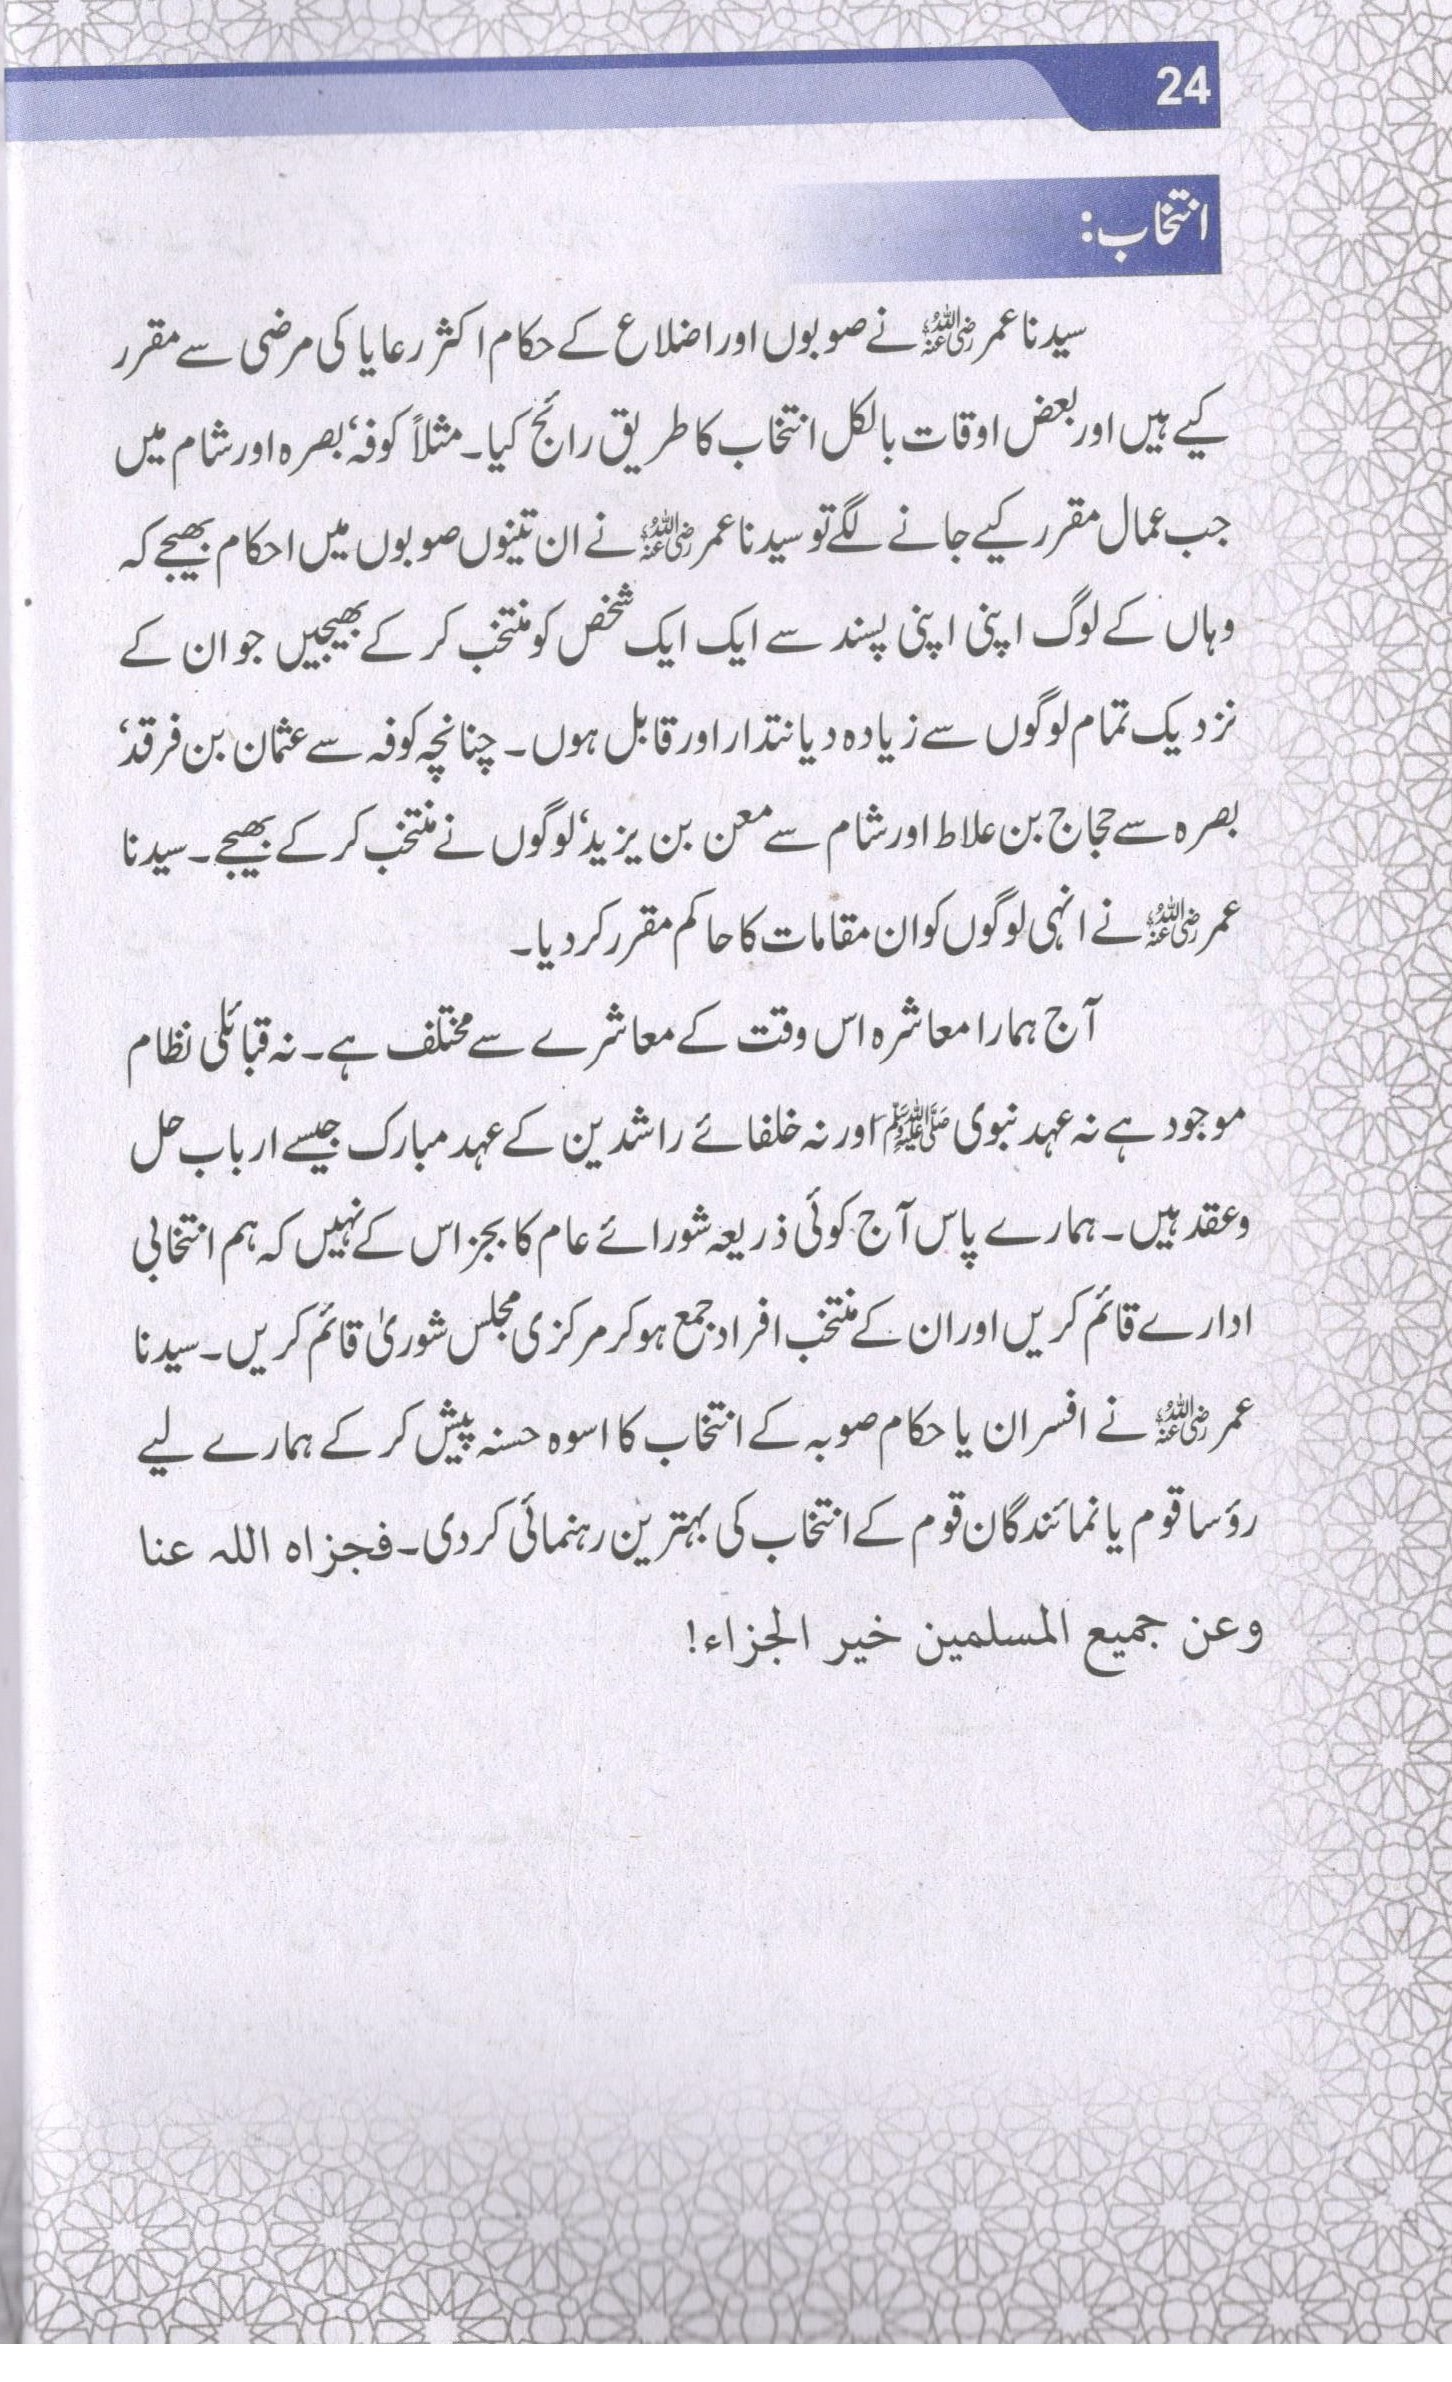 24
انتخاب:
سیدنا عمر رضی اللہ عنہ نے صوبوں اور اضلاع کے حکام اکثر رعایا کی مرضی سے مقرر
کیے ہیں اور بعض اوقات بالکل انتخاب کا طریق رائج کیا۔ مثلاً کوفہ‘ بصرہ اور شام میں
جب عمال مقرر کیے جانے لگے تو سیدنا عمر رضی اللہ عنہ نے ان تینوں صوبوں میں احکام بھیجے کہ
وہاں کے لوگ اپنی اپنی پسند سے ایک ایک شخص کو منتخب کر کے بھیجیں جو ان کے
نزدیک تمام لوگوں سے زیادہ دیانتدار اور قابل ہوں۔ چنانچہ کوفہ سے عثمان بن فرقد‘
بصرہ سے حجاج بن علاط اور شام سے معن بن یزید‘ لوگوں نے منتخب کر کے بھیجے۔ سیدنا
عمر رضی اللہ عنہ نے انہی لوگوں کو ان مقامات کا حاکم مقرر کر دیا۔
آج ہمارا معاشرہ اس وقت کے معاشرے سے مختلف ہے۔ نہ قبائلی نظام
موجود ہے نہ عہد نبوی ﷺ اور نہ خلفائے راشدین کے عہد مبارک جیسے ارباب حل
و عقد ہیں۔ ہمارے پاس آج کوئی ذریعہ شورائے عام کا بجز اس کے نہیں کہ ہم انتخابی
ادارے قائم کریں اور ان کے منتخب افراد جمع ہو کر مرکزی مجلس شوریٰ قائم کریں۔ سیدنا
عمر رضی اللہ عنہ نے افسران یا حکام صوبہ کے انتخاب کا اسوہ حسنہ پیش کر کے ہمارے لیے
رؤسا قوم یا نمائندگان قوم کے انتخاب کی بہترین رہنمائی کر دی۔ فجزاہ اللہ عنا
وعن جمیع المسلمین خیر الجزاء!